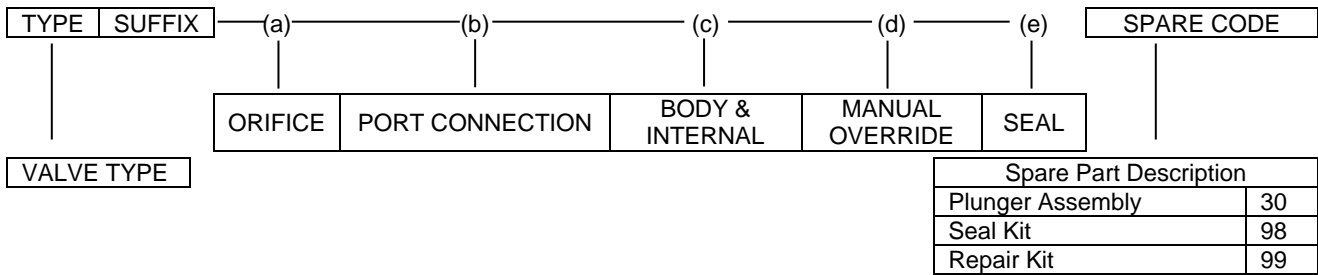 TYPE SUFFIX (a) (b) (c) (d) (e) SPARE CODE
ORIFICE PORT CONNECTION BODY & INTERNAL MANUAL OVERRIDE SEAL
VALVE TYPE
Spare Part Description
Plunger Assembly 30
Seal Kit 98
Repair Kit 99